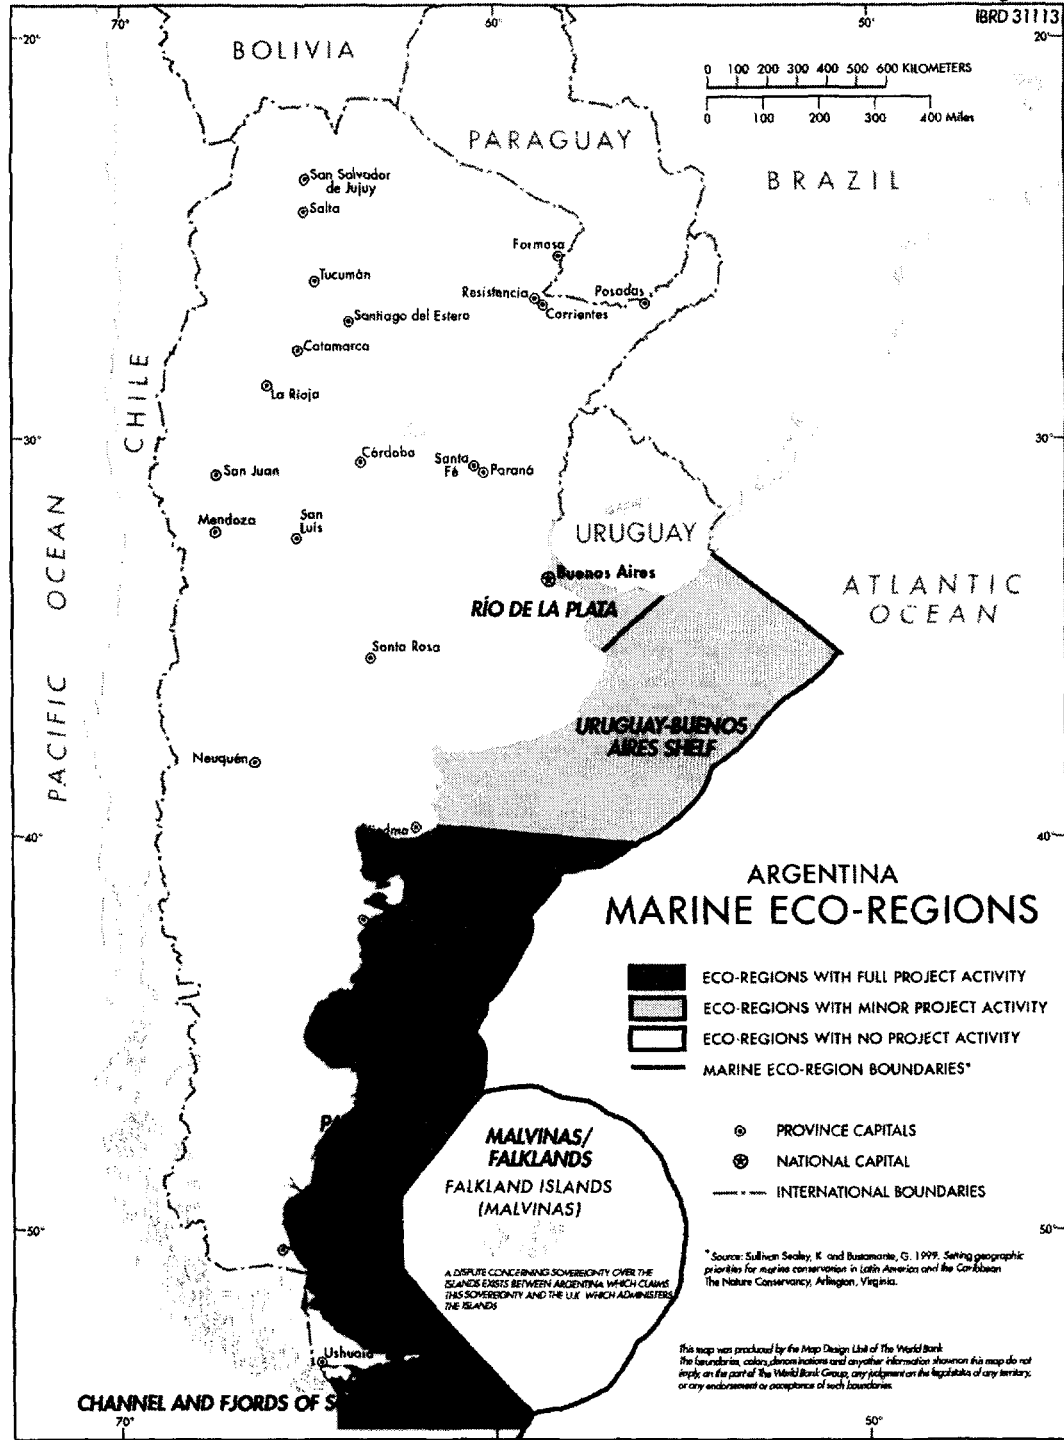 70° 50° 50°
IBRD 31113
20° 20°
BOLIVIA
0 100 200 300 400 500 600 KILOMETERS
0 100 200 300 400 Miles
PARAGUAY
BRAZIL
San Salvador
de Jujuy
Salta
Formosa
Tucumán
Resistencia
Posadas
Corrientes
Santiago del Estero
Catamarca
CHILE
La Rioja
30° 30°
Córdoba
Santa
Fé
Paraná
San Juan
Mendoza
San
Luís
PACIFIC OCEAN
URUGUAY
Buenos Aires
ATLANTIC
OCEAN
RÍO DE LA PLATA
Santa Rosa
URUGUAY-BUENOS
AIRES SHELF
Neuquén
40° 40°
ARGENTINA
MARINE ECO-REGIONS
ECO-REGIONS WITH FULL PROJECT ACTIVITY
ECO-REGIONS WITH MINOR PROJECT ACTIVITY
ECO-REGIONS WITH NO PROJECT ACTIVITY
MARINE ECO-REGION BOUNDARIES*
PROVINCE CAPITALS
NATIONAL CAPITAL
INTERNATIONAL BOUNDARIES
MALVINAS/
FALKLANDS
FALKLAND ISLANDS
(MALVINAS)
50° 50°
A DISPUTE CONCERNING SOVEREIGNTY OVER THE
ISLANDS EXISTS BETWEEN ARGENTINA WHICH CLAIMS
THIS SOVEREIGNTY AND THE U.K. WHICH ADMINISTERS
THE ISLANDS
* Source: Sullivan Sealey, K and Bustamante, G. 1999. Setting geographic
priorities for marine conservation in Latin America and the Caribbean
The Nature Conservancy, Arlington, Virginia.
Ushuaia
This map was produced by the Map Design Unit of The World Bank
The boundaries, colors, denominations and any other information shown on this map do not
imply, on the part of The World Bank Group, any judgment on the legal status of any territory,
or any endorsement or acceptance of such boundaries.
CHANNEL AND FJORDS OF S
70° 50°